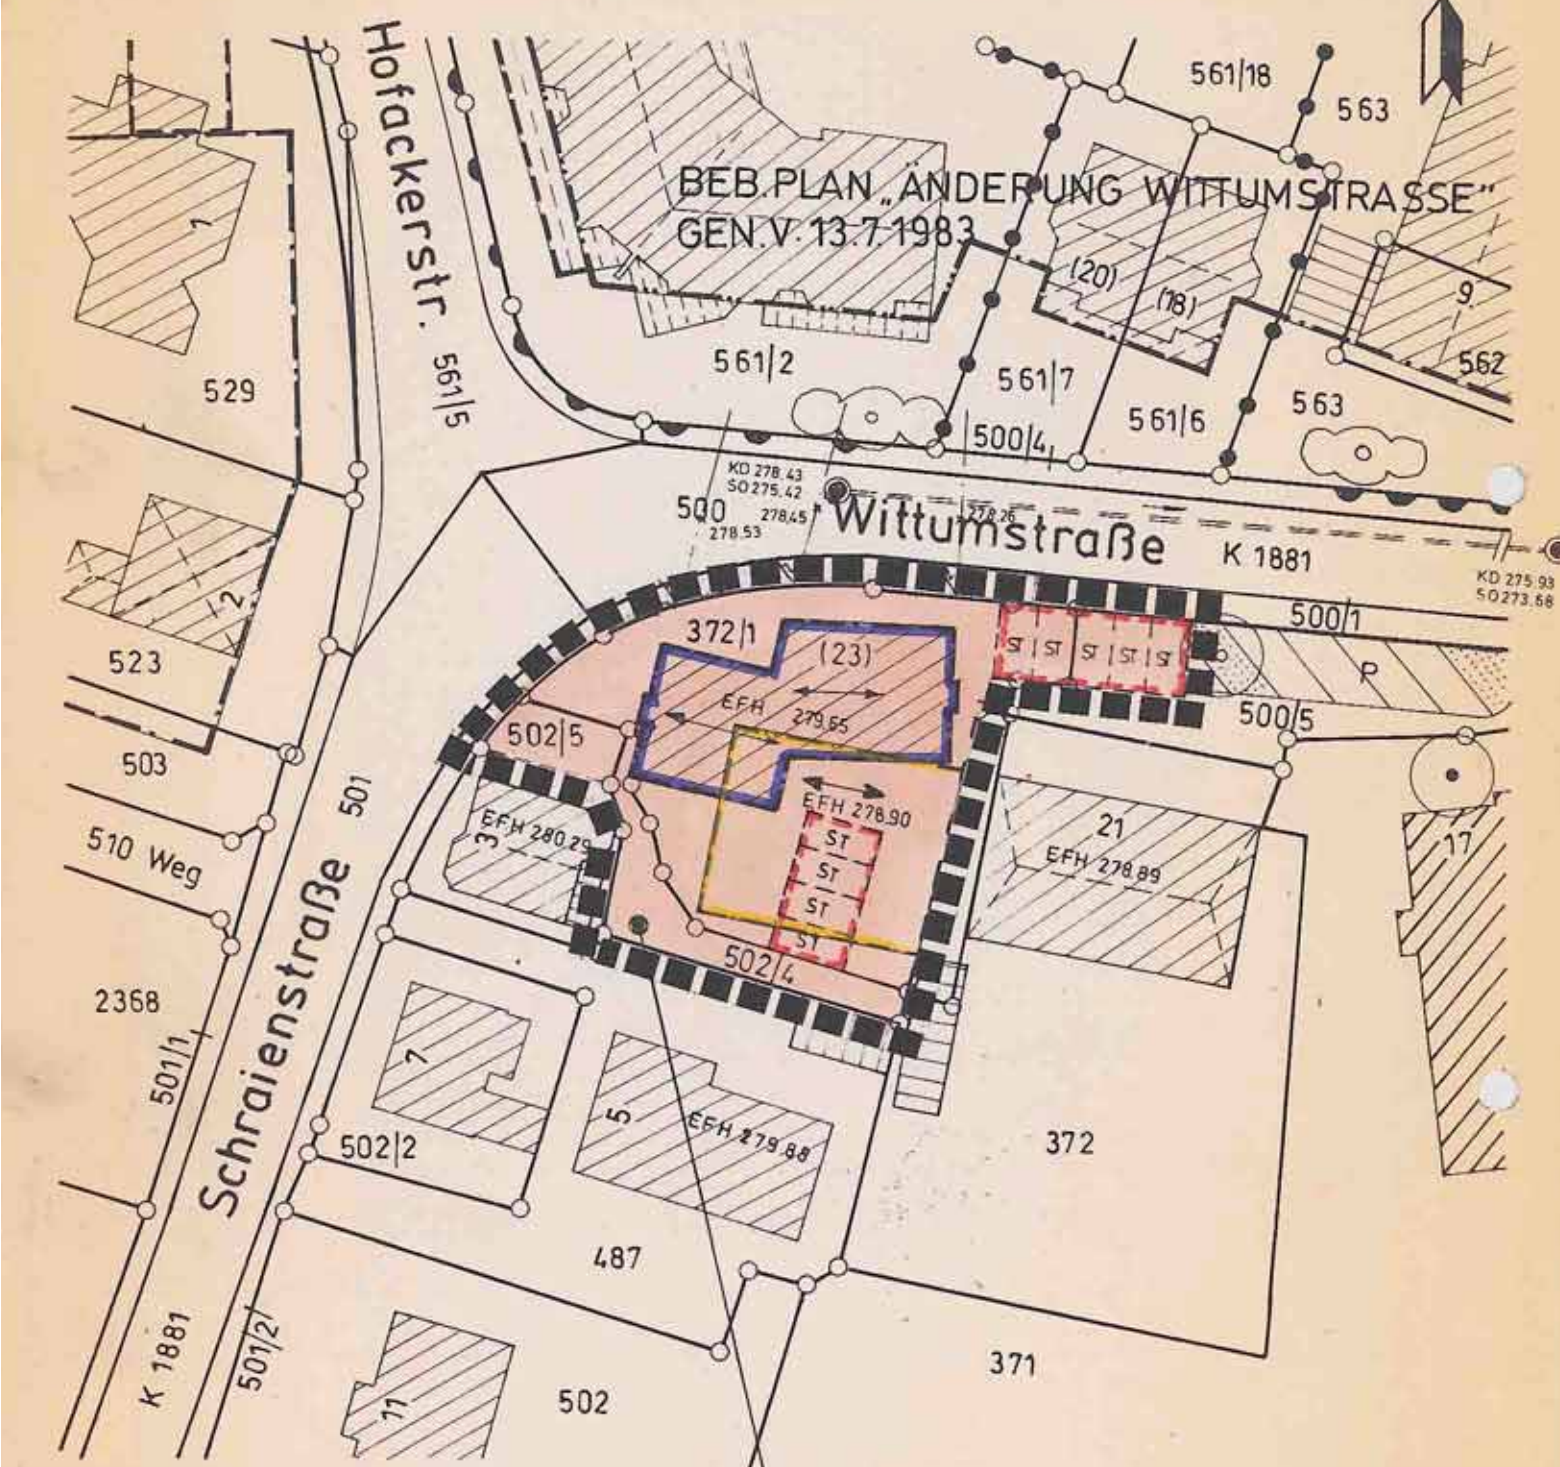 Hofackerstr.
561/5
561/18
563
BEB.PLAN „ÄNDERUNG WITTUMSTRASSE"
GEN.V. 13.7.1983
1
(20)
(18)
9
562
529
561/2
561/7
561/6
563
500/4
KD 278.43
SO 275.42
500
278.45
278.53
278.26
Wittumstraße
K 1881
KD 275.93
SO 273.68
500/1
2
523
372/1
(23)
EFH 279.65
ST ST ST ST ST
P
500/5
503
502/5
501
EFH 278.90
ST
ST
ST
ST
3
EFH 280.29
21
EFH 278.89
17
510 Weg
502/4
2368
501/1
Schraienstraße
7
5
EFH 279.88
372
502/2
487
K 1881
501/2
11
502
371